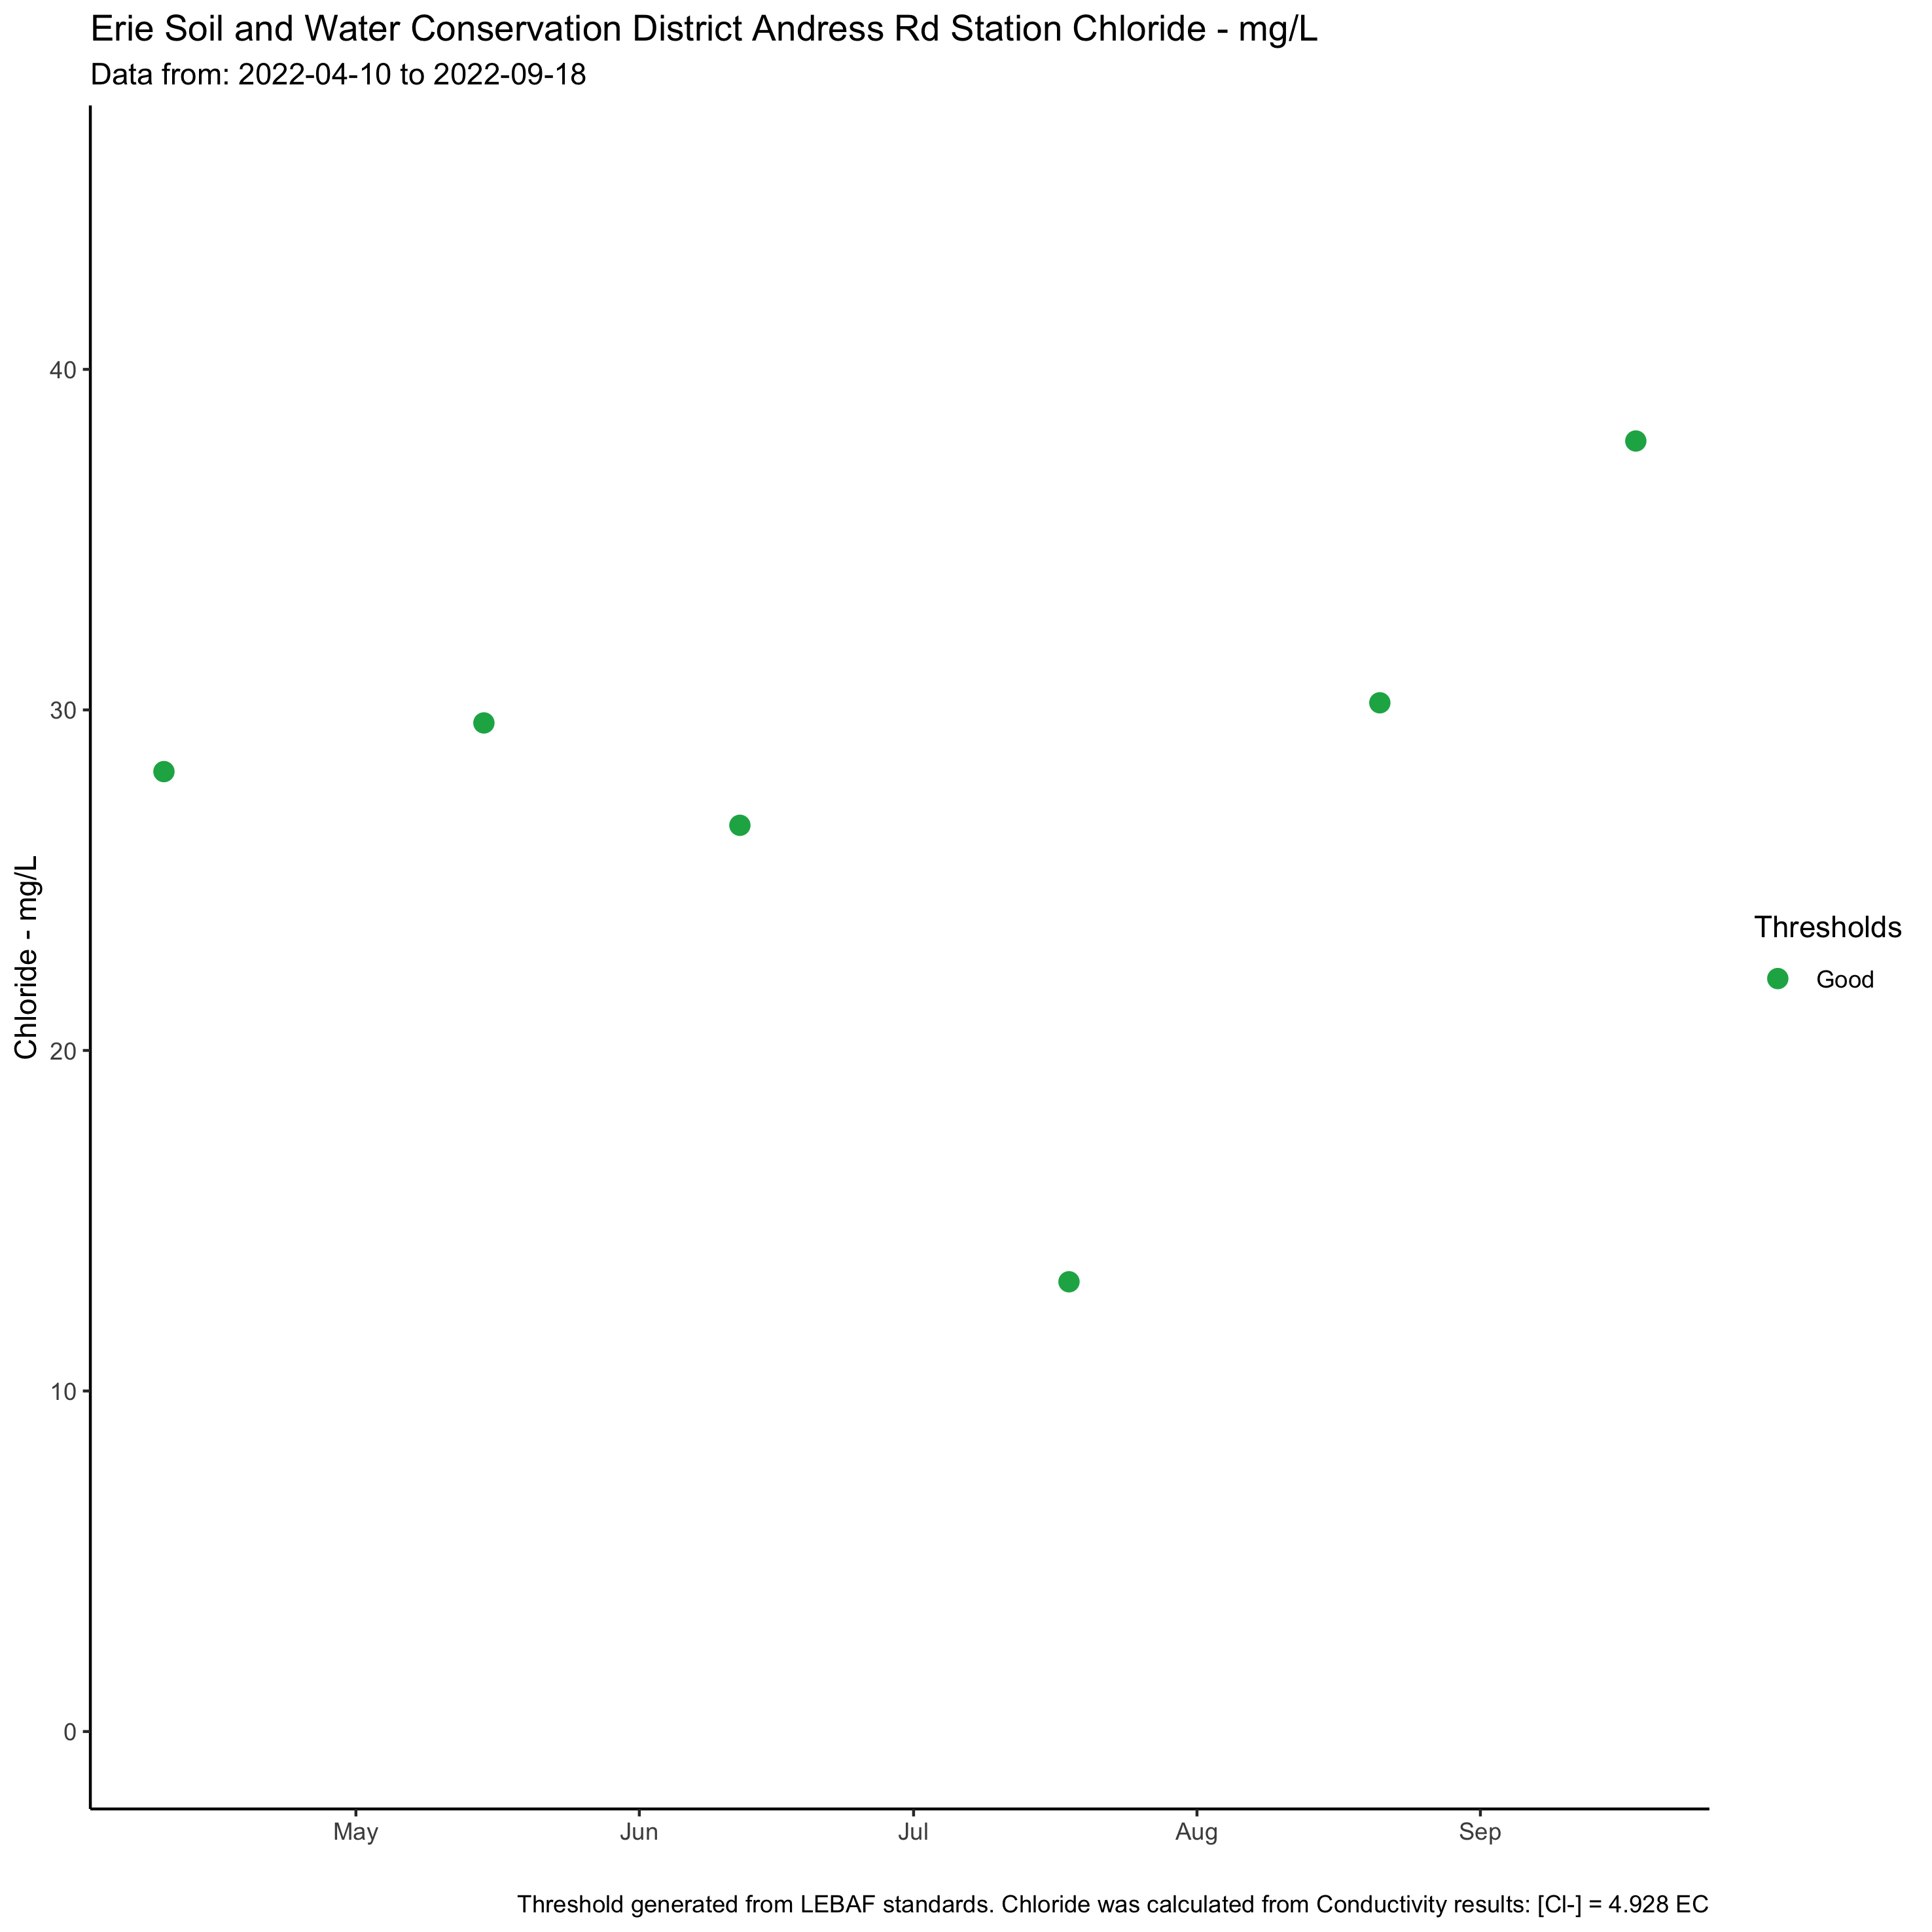 Erie Soil and Water Conservation District Andress Rd Station Chloride - mg/L
Data from: 2022-04-10 to 2022-09-18
Chloride - mg/L
40
30
20
10
0
May Jun Jul Aug Sep
Thresholds
Good
Threshold generated from LEBAF standards. Chloride was calculated from Conductivity results: [Cl-] = 4.928 EC